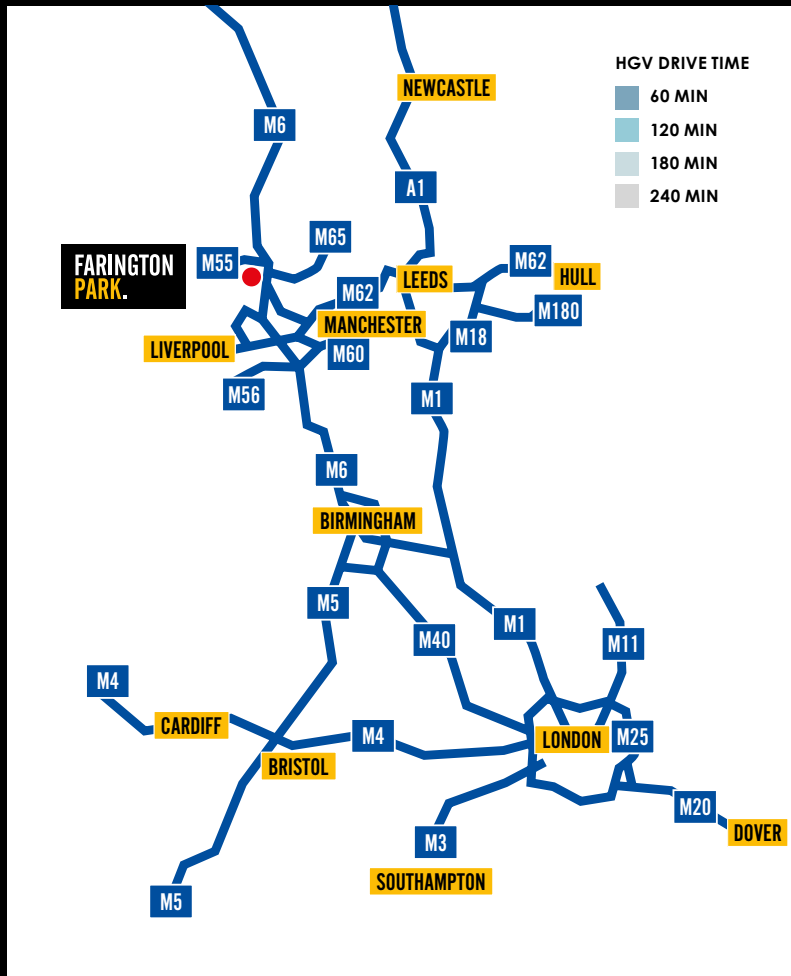 HGV DRIVE TIME
60 MIN
120 MIN
180 MIN
240 MIN
NEWCASTLE
M6
A1
M65
M55
FARINGTON
PARK.
M62
LEEDS
M62
HULL
M180
MANCHESTER
M18
LIVERPOOL
M60
M56
M1
M6
BIRMINGHAM
M5
M1
M40
M11
M4
CARDIFF
M4
LONDON
M25
BRISTOL
M20
DOVER
M3
SOUTHAMPTON
M5